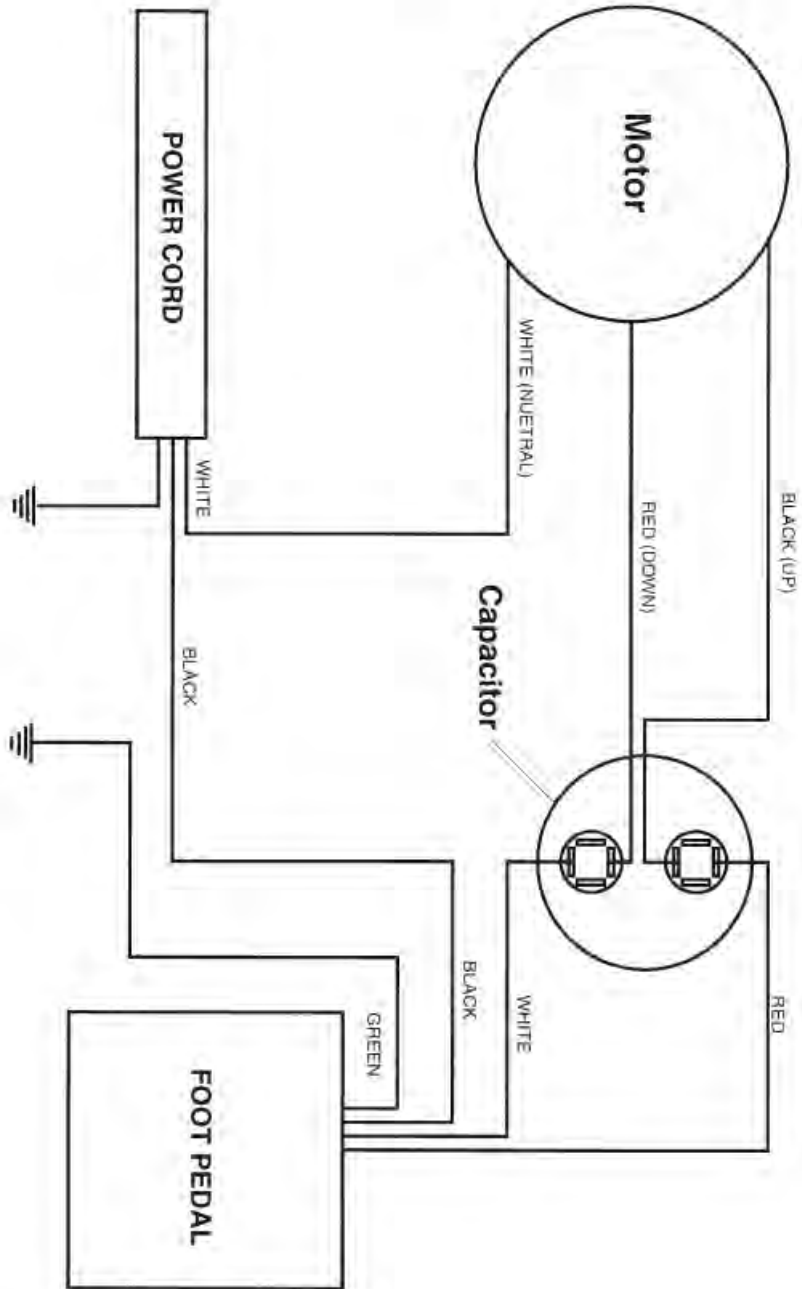 Motor
BLACK (UP)
RED (DOWN)
WHITE (NUETRAL)
POWER CORD
WHITE
BLACK
Capacitor
RED
WHITE
BLACK
GREEN
FOOT PEDAL